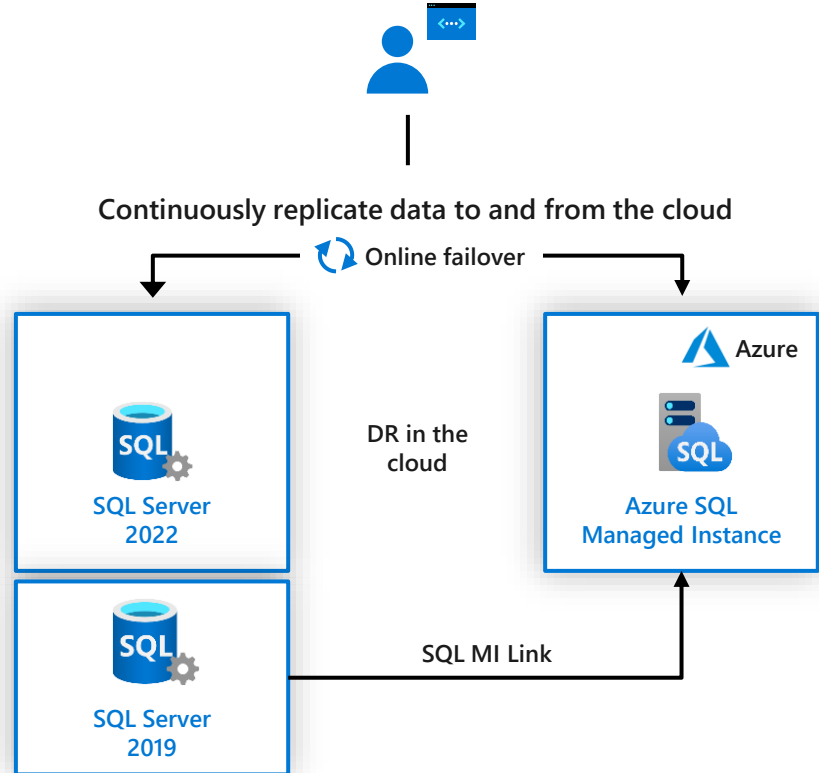 Continuously replicate data to and from the cloud
Online failover
Azure
SQL
SQL Server
2022
DR in the
cloud
SQL
Azure SQL
Managed Instance
SQL
SQL Server
2019
SQL MI Link